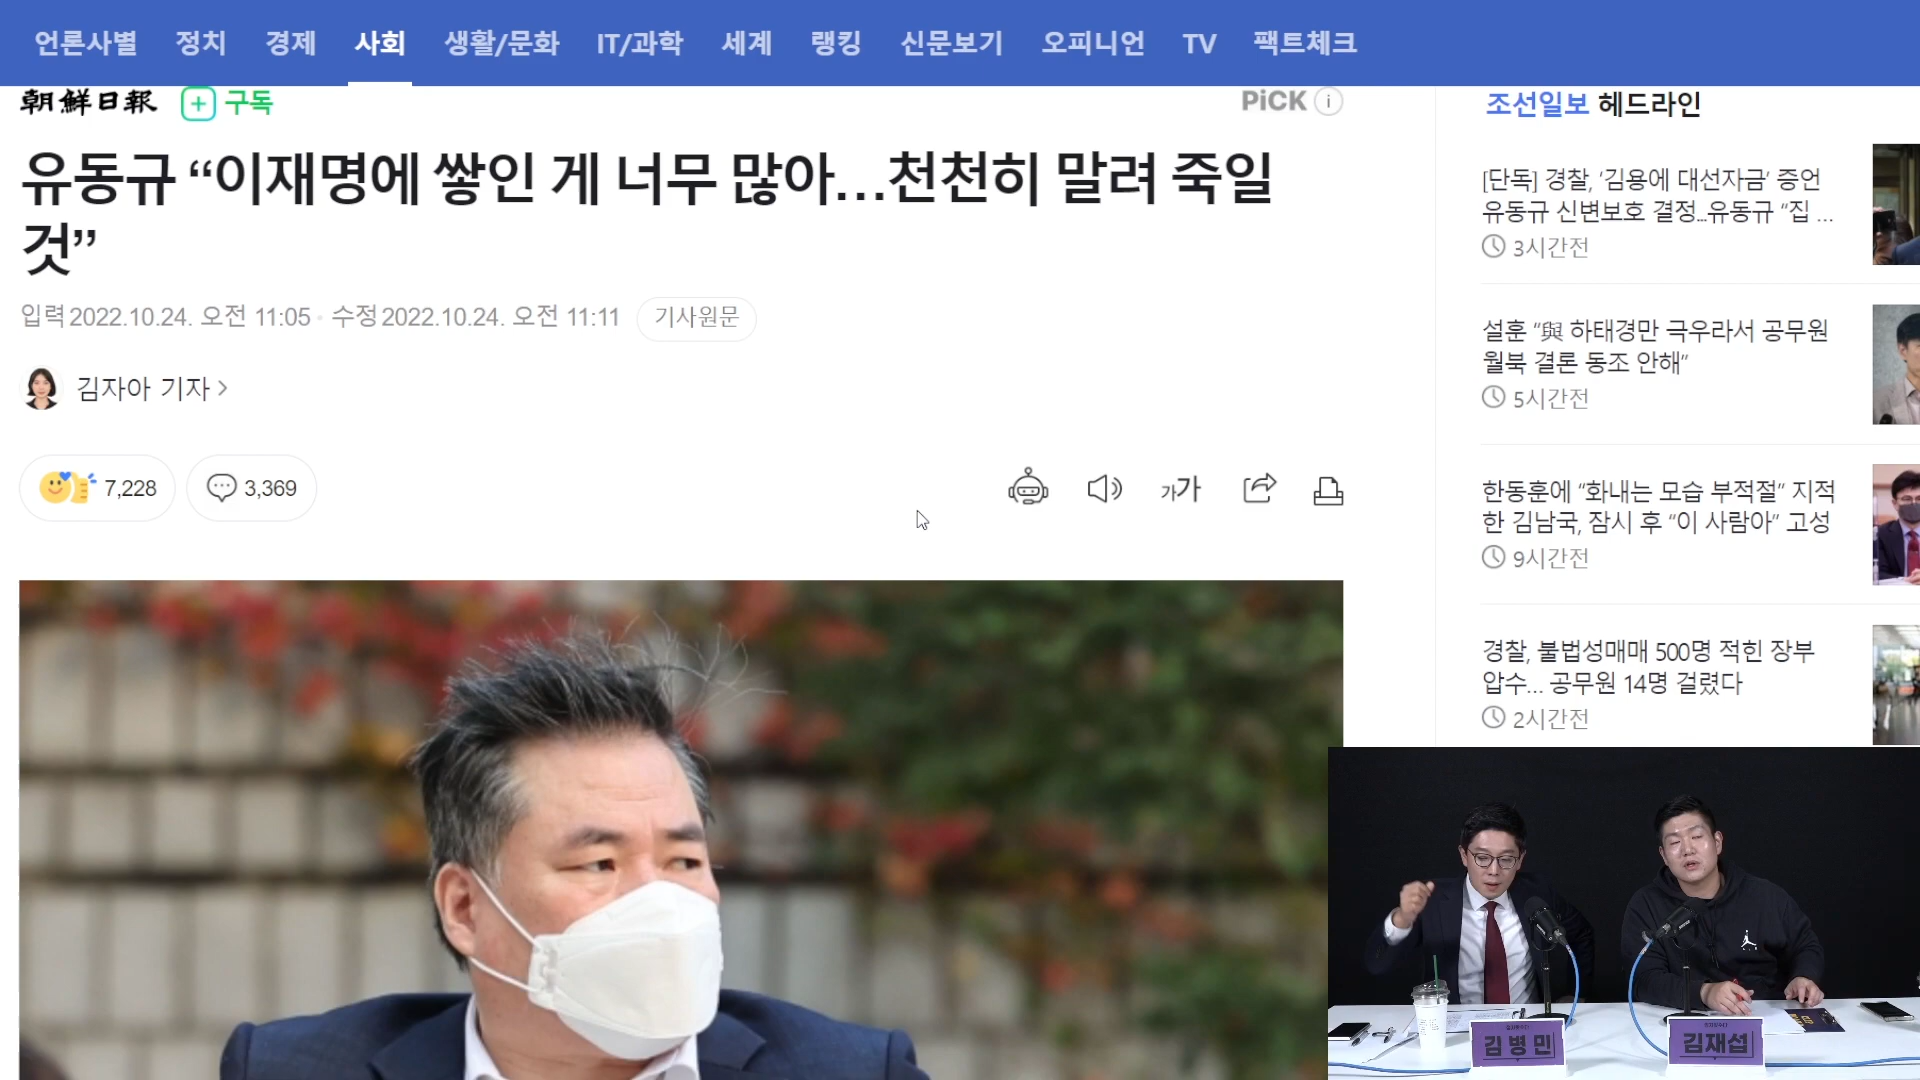 언론사별 정치 경제 사회 생활/문화 IT/과학 세계 랭킹 신문보기 오피니언 TV 팩트체크
朝鮮日報 구독 PiCK
유동규 “이재명에 쌓인 게 너무 많아…천천히 말려 죽일
것”
입력 2022.10.24. 오전 11:05 · 수정 2022.10.24. 오전 11:11 기사원문
김자아 기자
7,228 3,369
가가
조선일보 헤드라인
[단독] 경찰, ‘김용에 대선자금’ 증언
유동규 신변보호 결정...유동규 “집 ...
3시간전
설훈 “與 하태경만 극우라서 공무원
월북 결론 동조 안해”
5시간전
한동훈에 “화내는 모습 부적절” 지적
한 김남국, 잠시 후 “이 사람아” 고성
9시간전
경찰, 불법성매매 500명 적힌 장부
압수... 공무원 14명 걸렸다
2시간전
김병민
김재섭